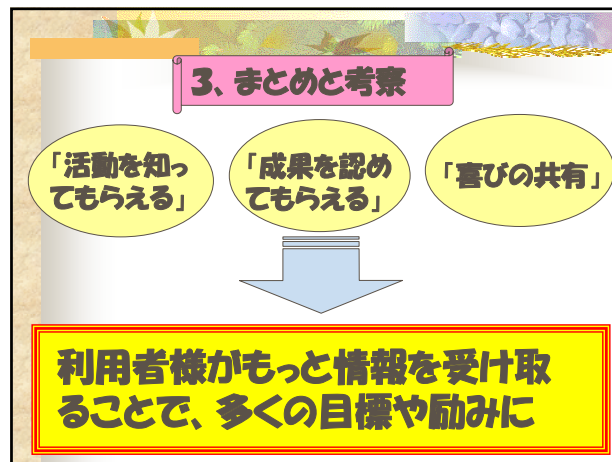 3、まとめと考察
「活動を知っ
てもらえる」
「成果を認め
てもらえる」
「喜びの共有」
利用者様がもっと情報を受け取
ることで、多くの目標や励みに